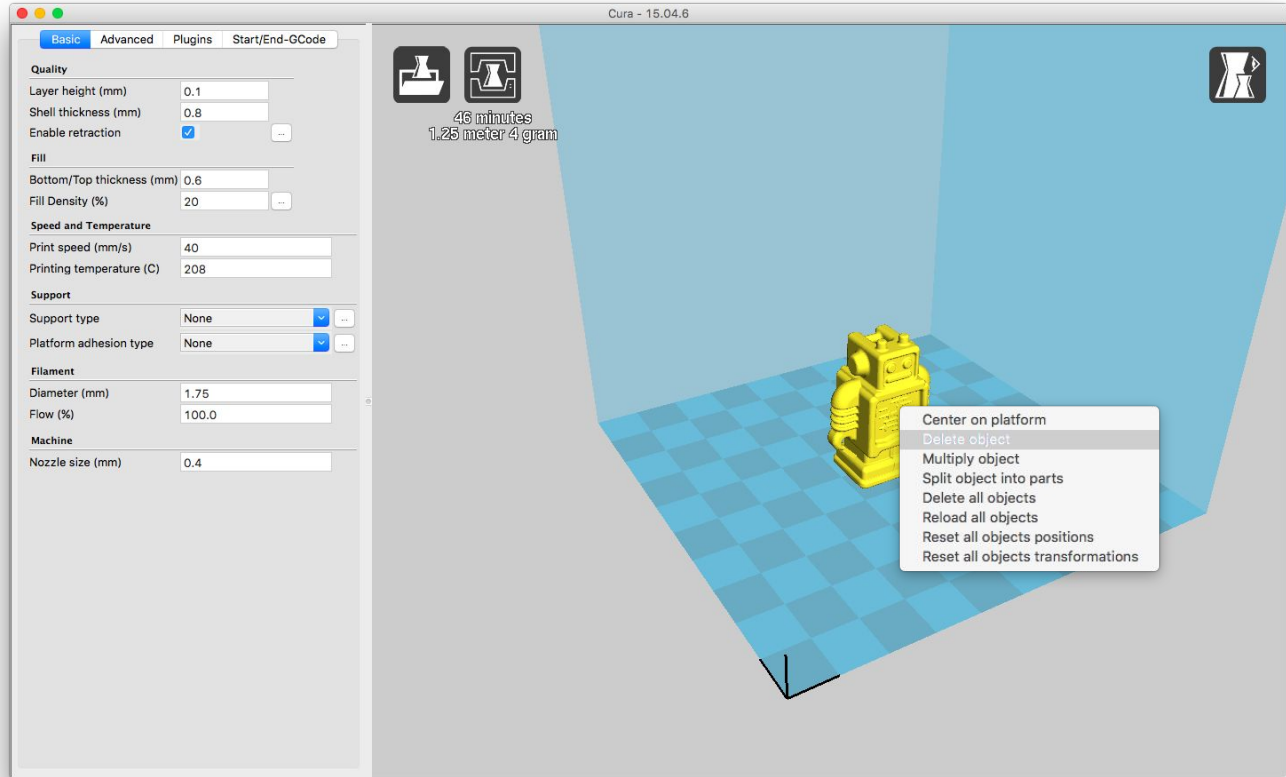 Cura - 15.04.6
Basic Advanced Plugins Start/End-GCode
Quality
Layer height (mm) 0.1
Shell thickness (mm) 0.8
Enable retraction ...
Fill
Bottom/Top thickness (mm) 0.6
Fill Density (%) 20 ...
Speed and Temperature
Print speed (mm/s) 40
Printing temperature (C) 208
Support
Support type None ...
Platform adhesion type None ...
Filament
Diameter (mm) 1.75
Flow (%) 100.0
Machine
Nozzle size (mm) 0.4
46 minutes
1.25 meter 4 gram
Center on platform
Delete object
Multiply object
Split object into parts
Delete all objects
Reload all objects
Reset all objects positions
Reset all objects transformations